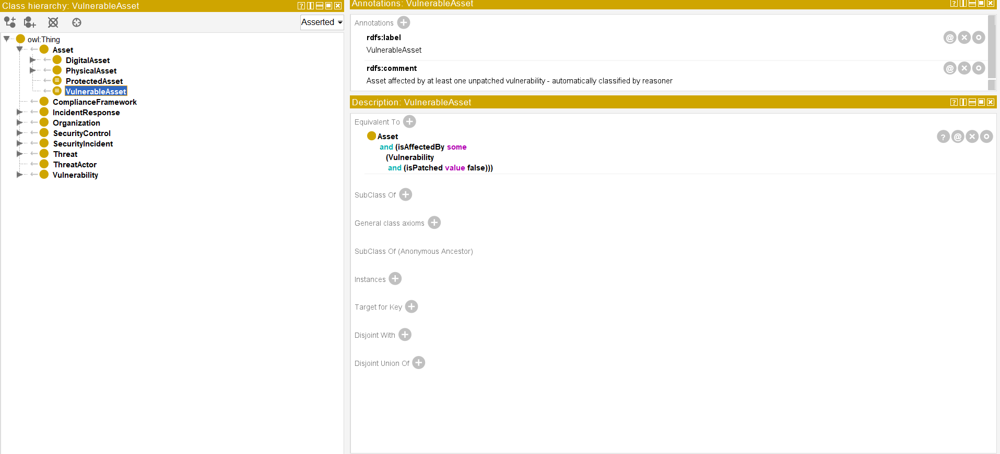 Class hierarchy: VulnerableAsset
Asserted
owl:Thing
Asset
DigitalAsset
PhysicalAsset
ProtectedAsset
VulnerableAsset
ComplianceFramework
IncidentResponse
Organization
SecurityControl
SecurityIncident
Threat
ThreatActor
Vulnerability
Annotations: VulnerableAsset
Annotations
rdfs:label
VulnerableAsset
rdfs:comment
Asset affected by at least one unpatched vulnerability - automatically classified by reasoner
Description: VulnerableAsset
Equivalent To
Asset
and (isAffectedBy some
(Vulnerability
and (isPatched value false)))
SubClass Of
General class axioms
SubClass Of (Anonymous Ancestor)
Instances
Target for Key
Disjoint With
Disjoint Union Of